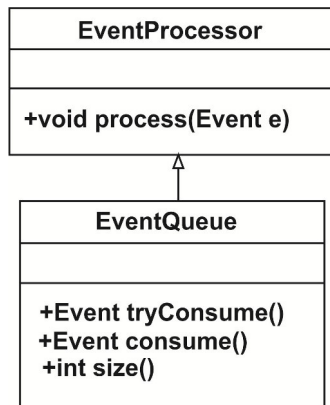 EventProcessor
+void process(Event e)
EventQueue
+Event tryConsume()
+Event consume()
+int size()